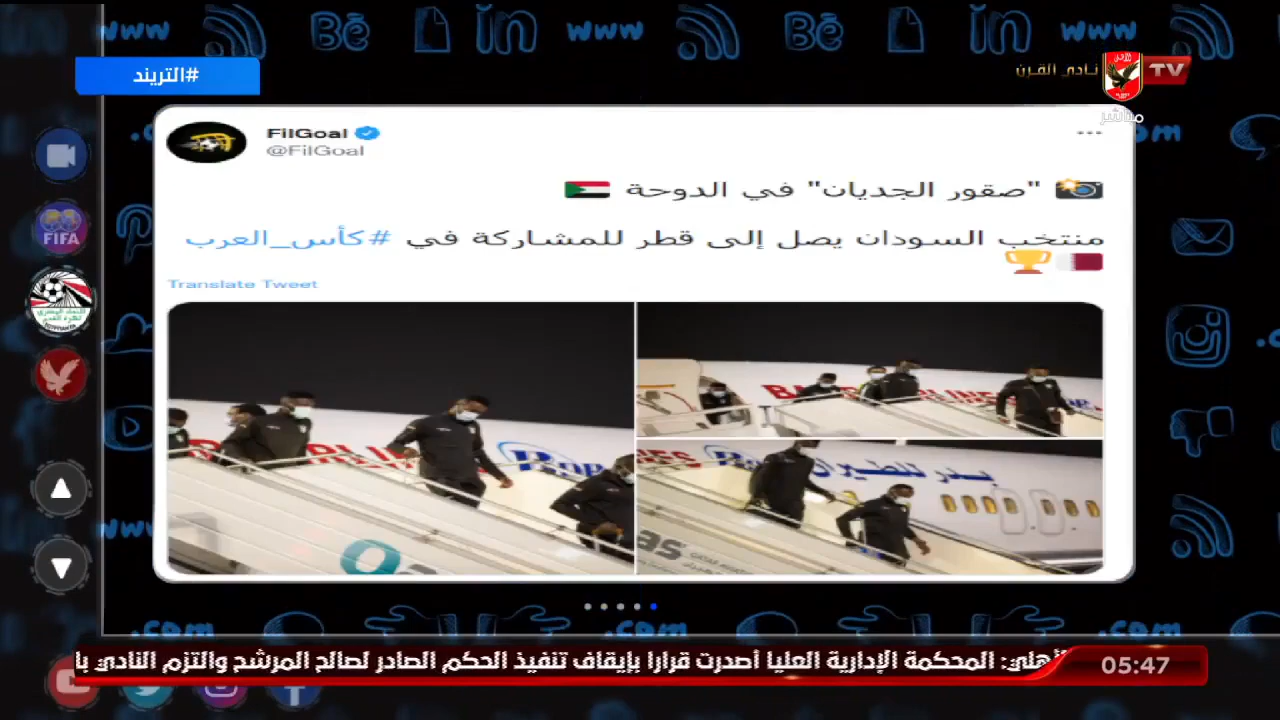 #التريند
نادي القرن
TV
مباشر
FilGoal
@FilGoal
"صقور الجديان" في الدوحة
منتخب السودان يصل إلى قطر للمشاركة في #كأس_العرب
Translate Tweet
بدر للطيران
FIFA
الأهلي: المحكمة الإدارية العليا أصدرت قرارا بإيقاف تنفيذ الحكم الصادر لصالح المرشح والتزم النادي با
05:47